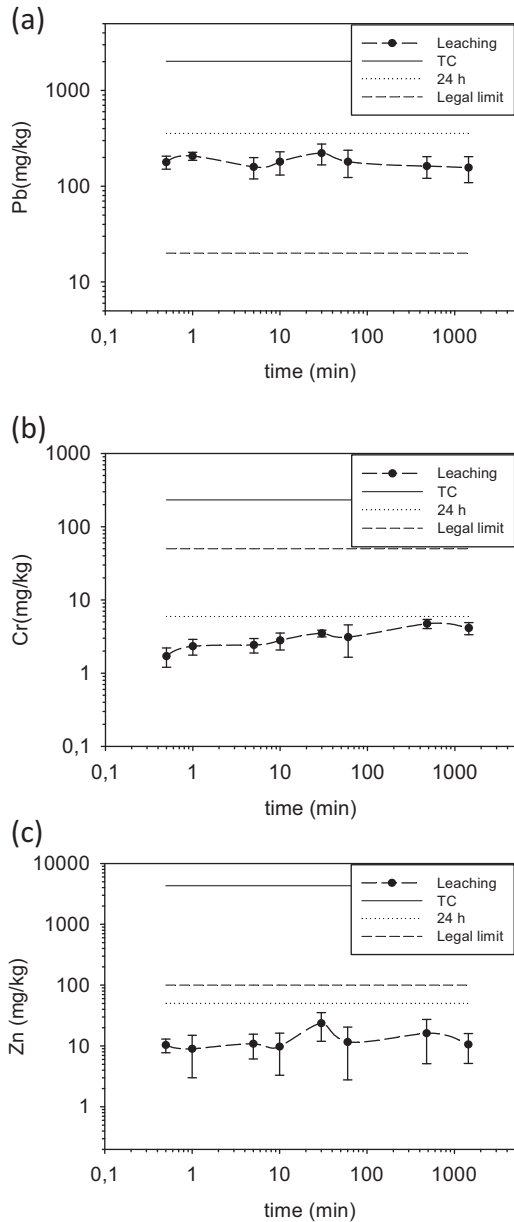 (a)
Leaching
TC
24 h
Legal limit
1000
100
10
Pb(mg/kg)
0,1 1 10 100 1000
time (min)
(b)
Leaching
TC
24 h
Legal limit
1000
100
10
1
0,1
Cr(mg/kg)
0,1 1 10 100 1000
time (min)
(c)
Leaching
TC
24 h
Legal limit
10000
1000
100
10
1
Zn (mg/kg)
0,1 1 10 100 1000
time (min)